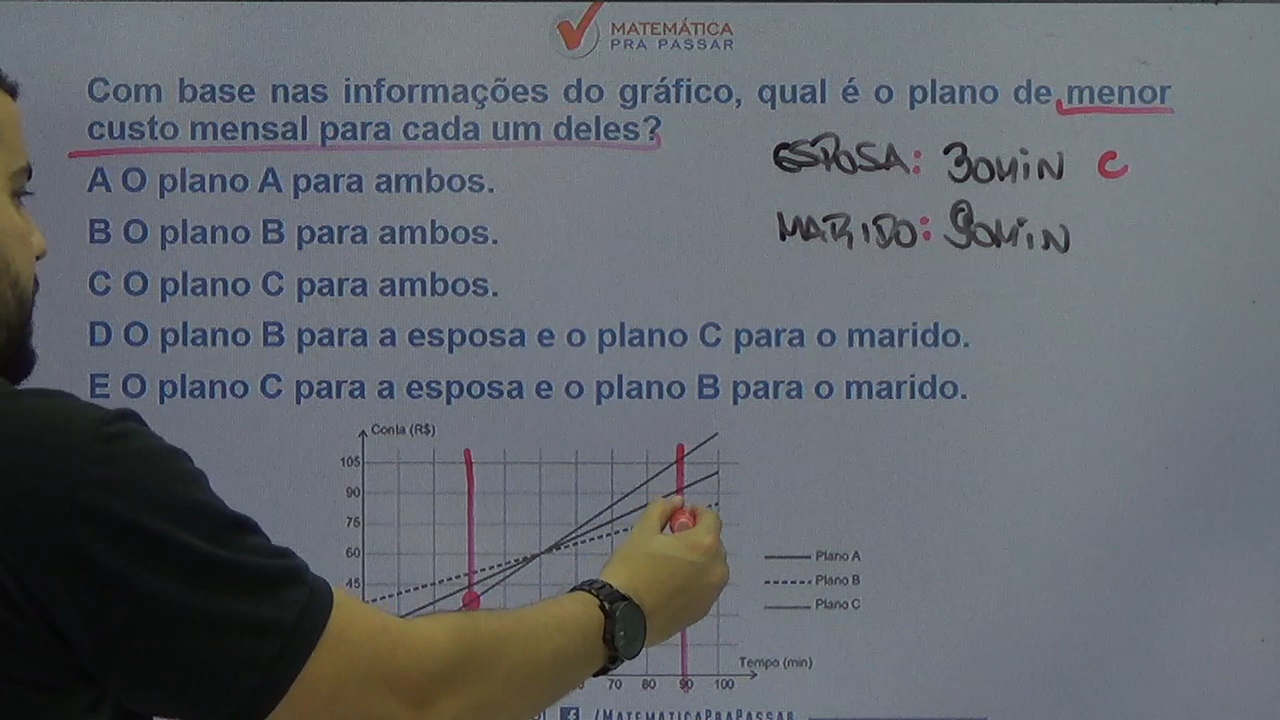 MATEMÁTICA
PRA PASSAR
Com base nas informações do gráfico, qual é o plano de menor
custo mensal para cada um deles?
ESPOSA: 30MIN C
MARIDO: 90MIN
A O plano A para ambos.
B O plano B para ambos.
C O plano C para ambos.
D O plano B para a esposa e o plano C para o marido.
E O plano C para a esposa e o plano B para o marido.
Conta (R$)
105
90
75
60
45
Plano A
Plano B
Plano C
Tempo (min)
70 80 90 100
/MATEMATICAPRAPASSAR